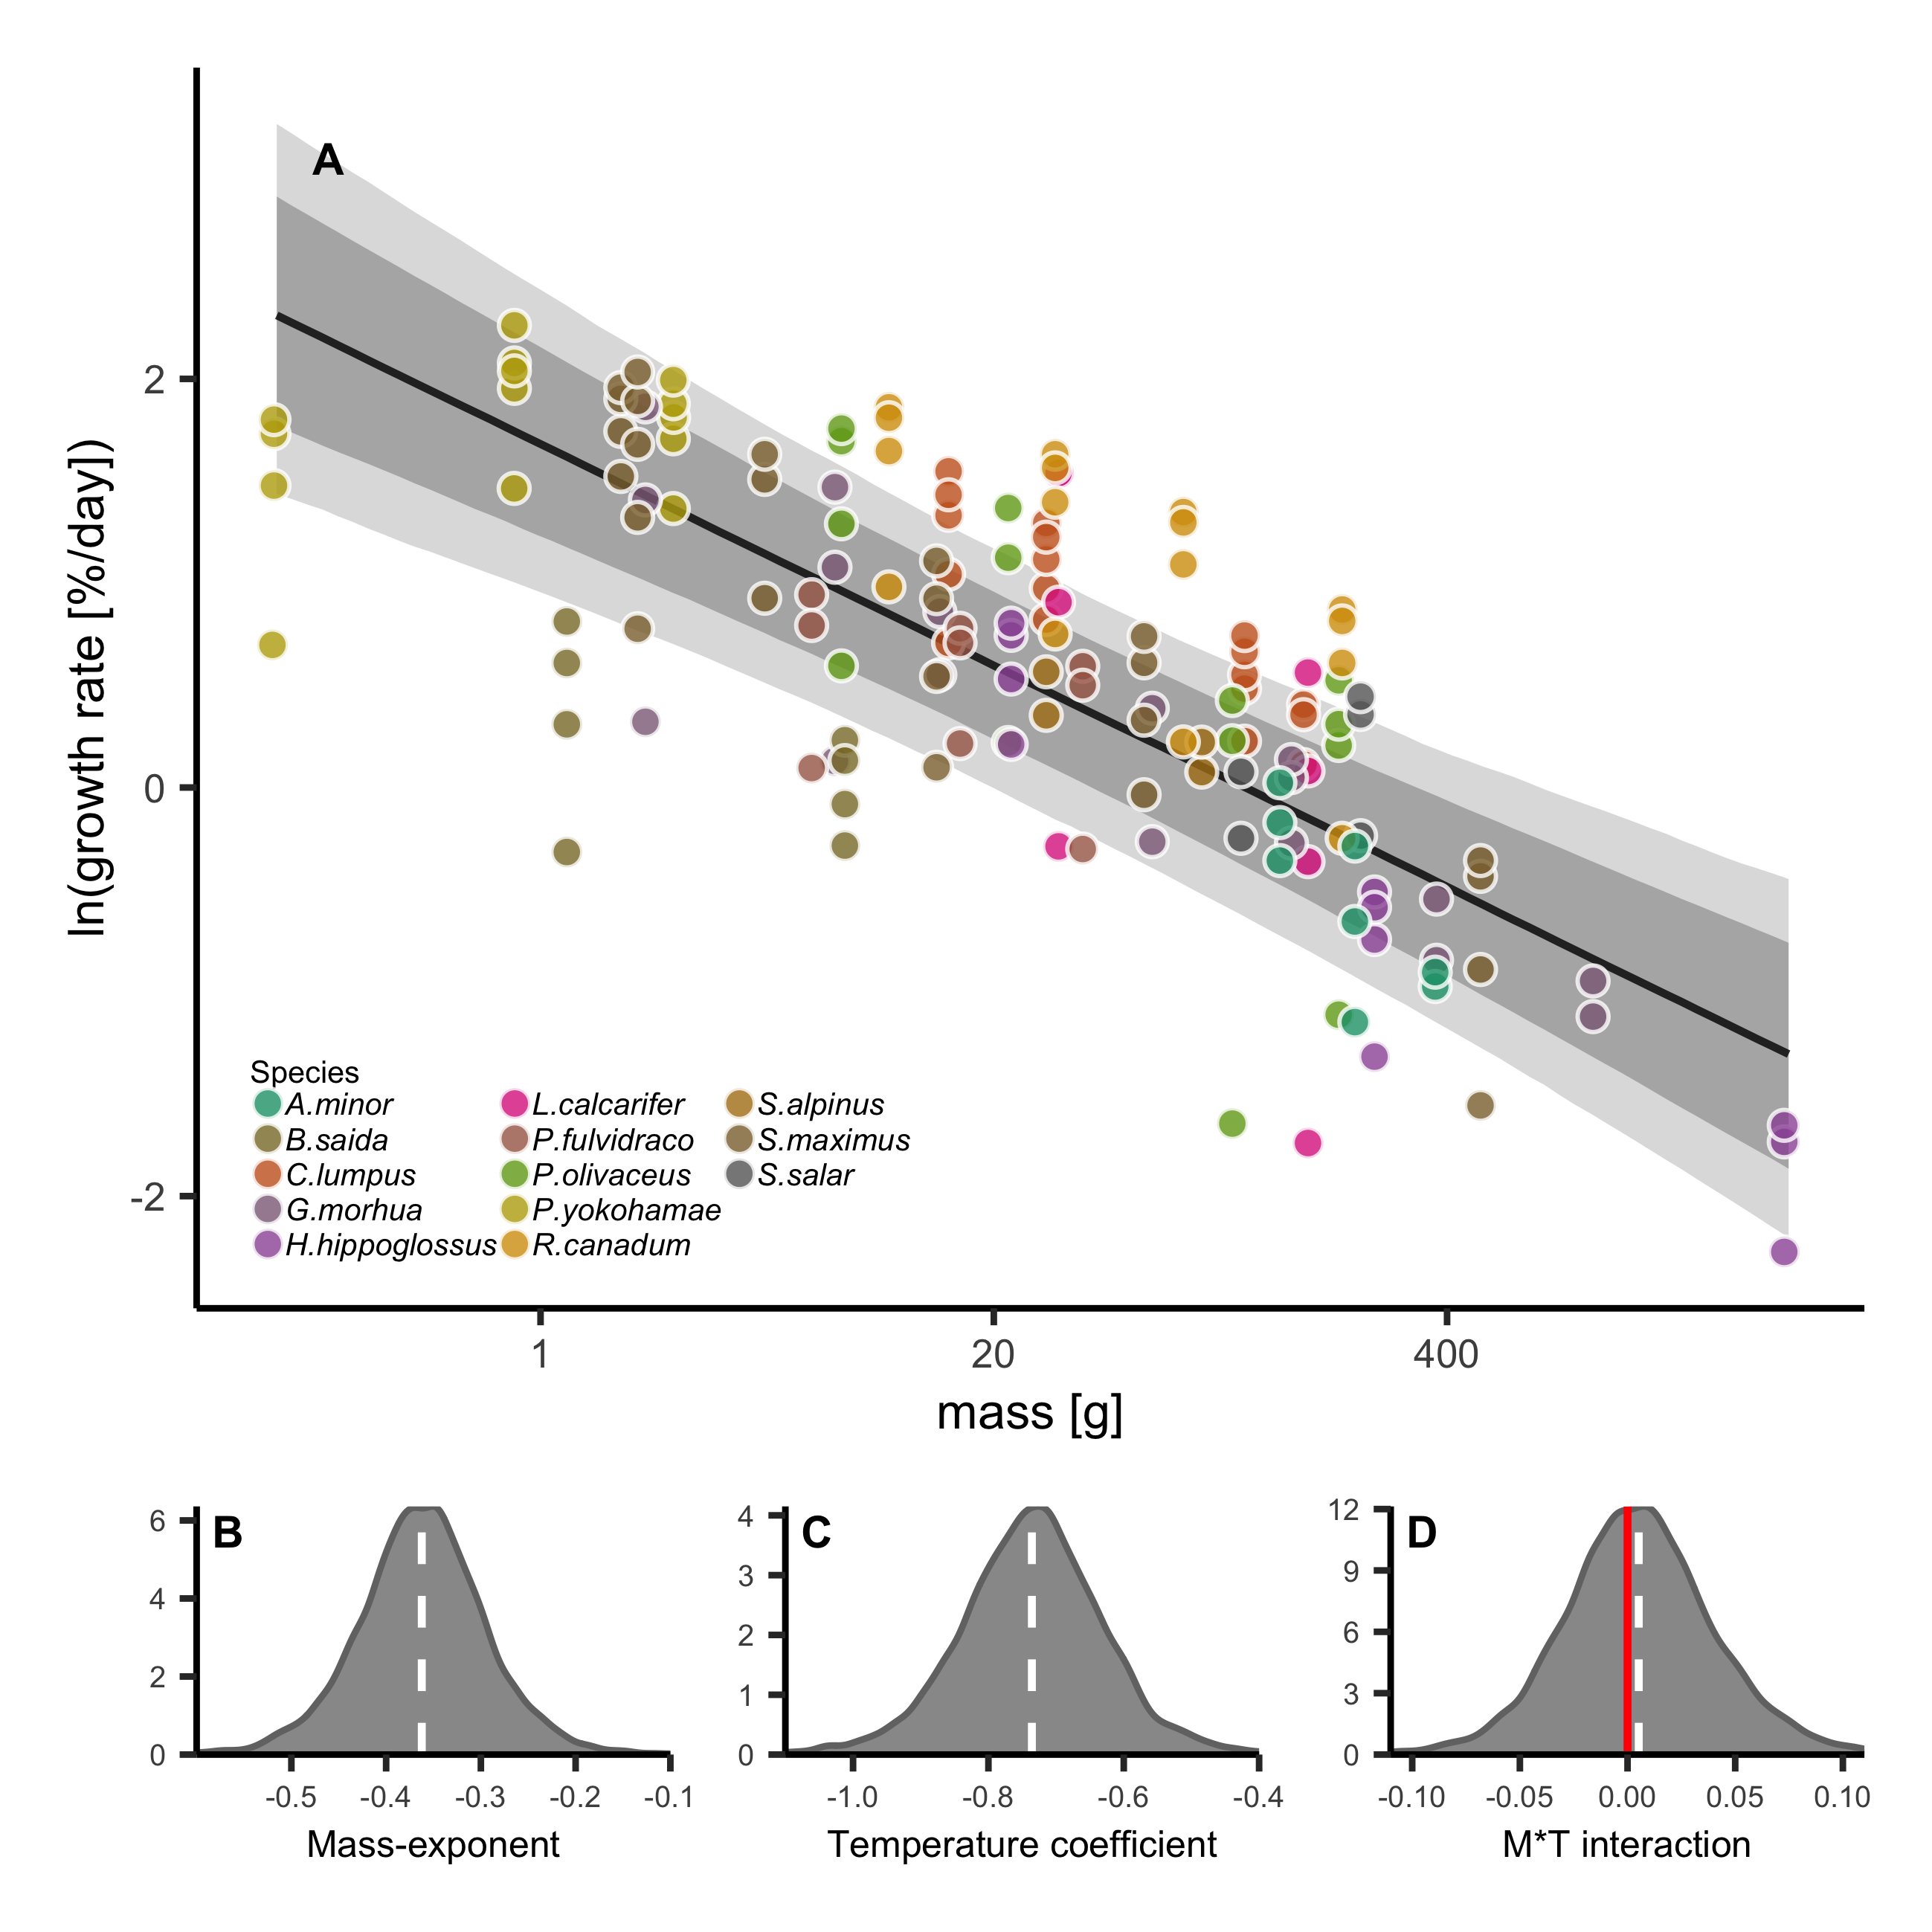 A
ln(growth rate [%/day])
2
0
-2
Species
A.minor L.calcarifer S.alpinus
B.saida P.fulvidraco S.maximus
C.lumpus P.olivaceus S.salar
G.morhua P.yokohamae
H.hippoglossus R.canadum
1 20 400
mass [g]
B
6
4
2
0
-0.5 -0.4 -0.3 -0.2 -0.1
Mass-exponent
C
4
3
2
1
0
-1.0 -0.8 -0.6 -0.4
Temperature coefficient
D
12
9
6
3
0
-0.10 -0.05 0.00 0.05 0.10
M*T interaction